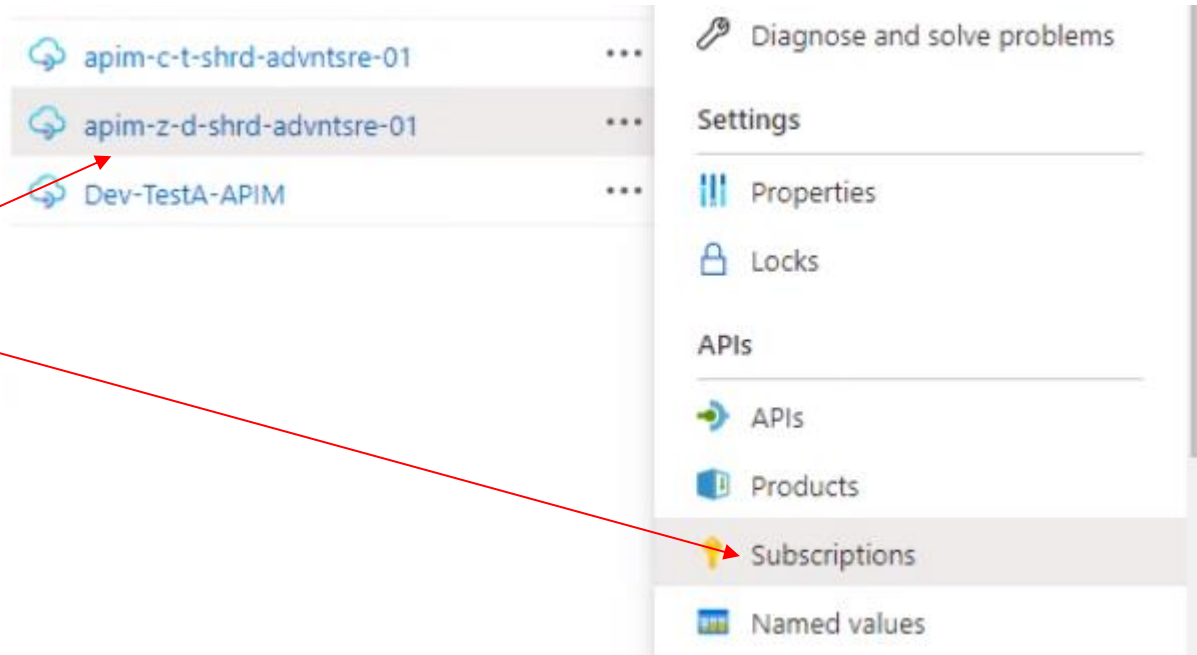 apim-c-t-shrd-advntsre-01
apim-z-d-shrd-advntsre-01
Dev-TestA-APIM
Diagnose and solve problems
Settings
Properties
Locks
APIs
APIs
Products
Subscriptions
Named values